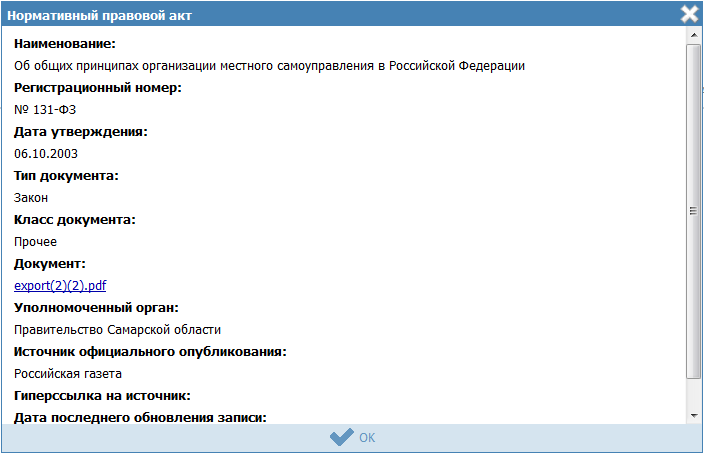 Нормативный правовой акт
Наименование:
Об общих принципах организации местного самоуправления в Российской Федерации
Регистрационный номер:
№ 131-ФЗ
Дата утверждения:
06.10.2003
Тип документа:
Закон
Класс документа:
Прочее
Документ:
export(2)(2).pdf
Уполномоченный орган:
Правительство Самарской области
Источник официального опубликования:
Российская газета
Гиперссылка на источник:
Дата последнего обновления записи:
ОК